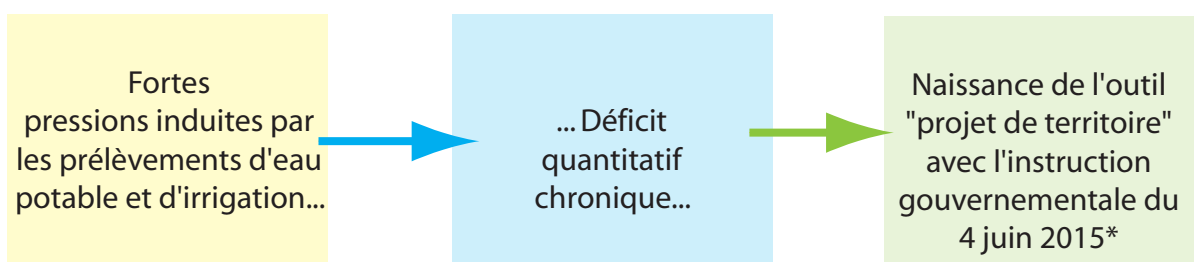 Fortes
pressions induites par
les prélèvements d'eau
potable et d'irrigation...
... Déficit
quantitatif
chronique...
Naissance de l'outil
"projet de territoire"
avec l'instruction
gouvernementale du
4 juin 2015*